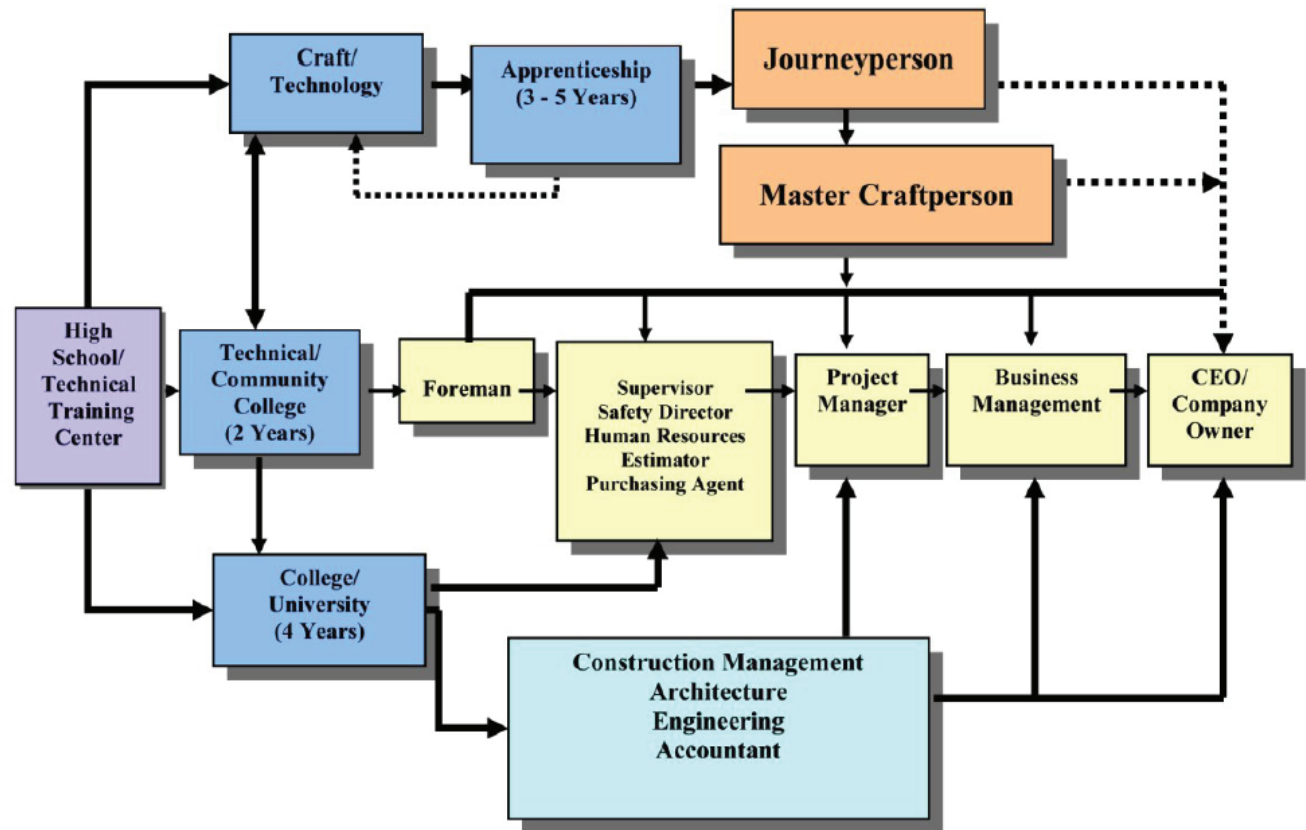 Craft/
Technology
Apprenticeship
(3 - 5 Years)
Journeyperson
Master Craftperson
High
School/
Technical
Training
Center
Technical/
Community
College
(2 Years)
Foreman
Supervisor
Safety Director
Human Resources
Estimator
Purchasing Agent
Project
Manager
Business
Management
CEO/
Company
Owner
College/
University
(4 Years)
Construction Management
Architecture
Engineering
Accountant